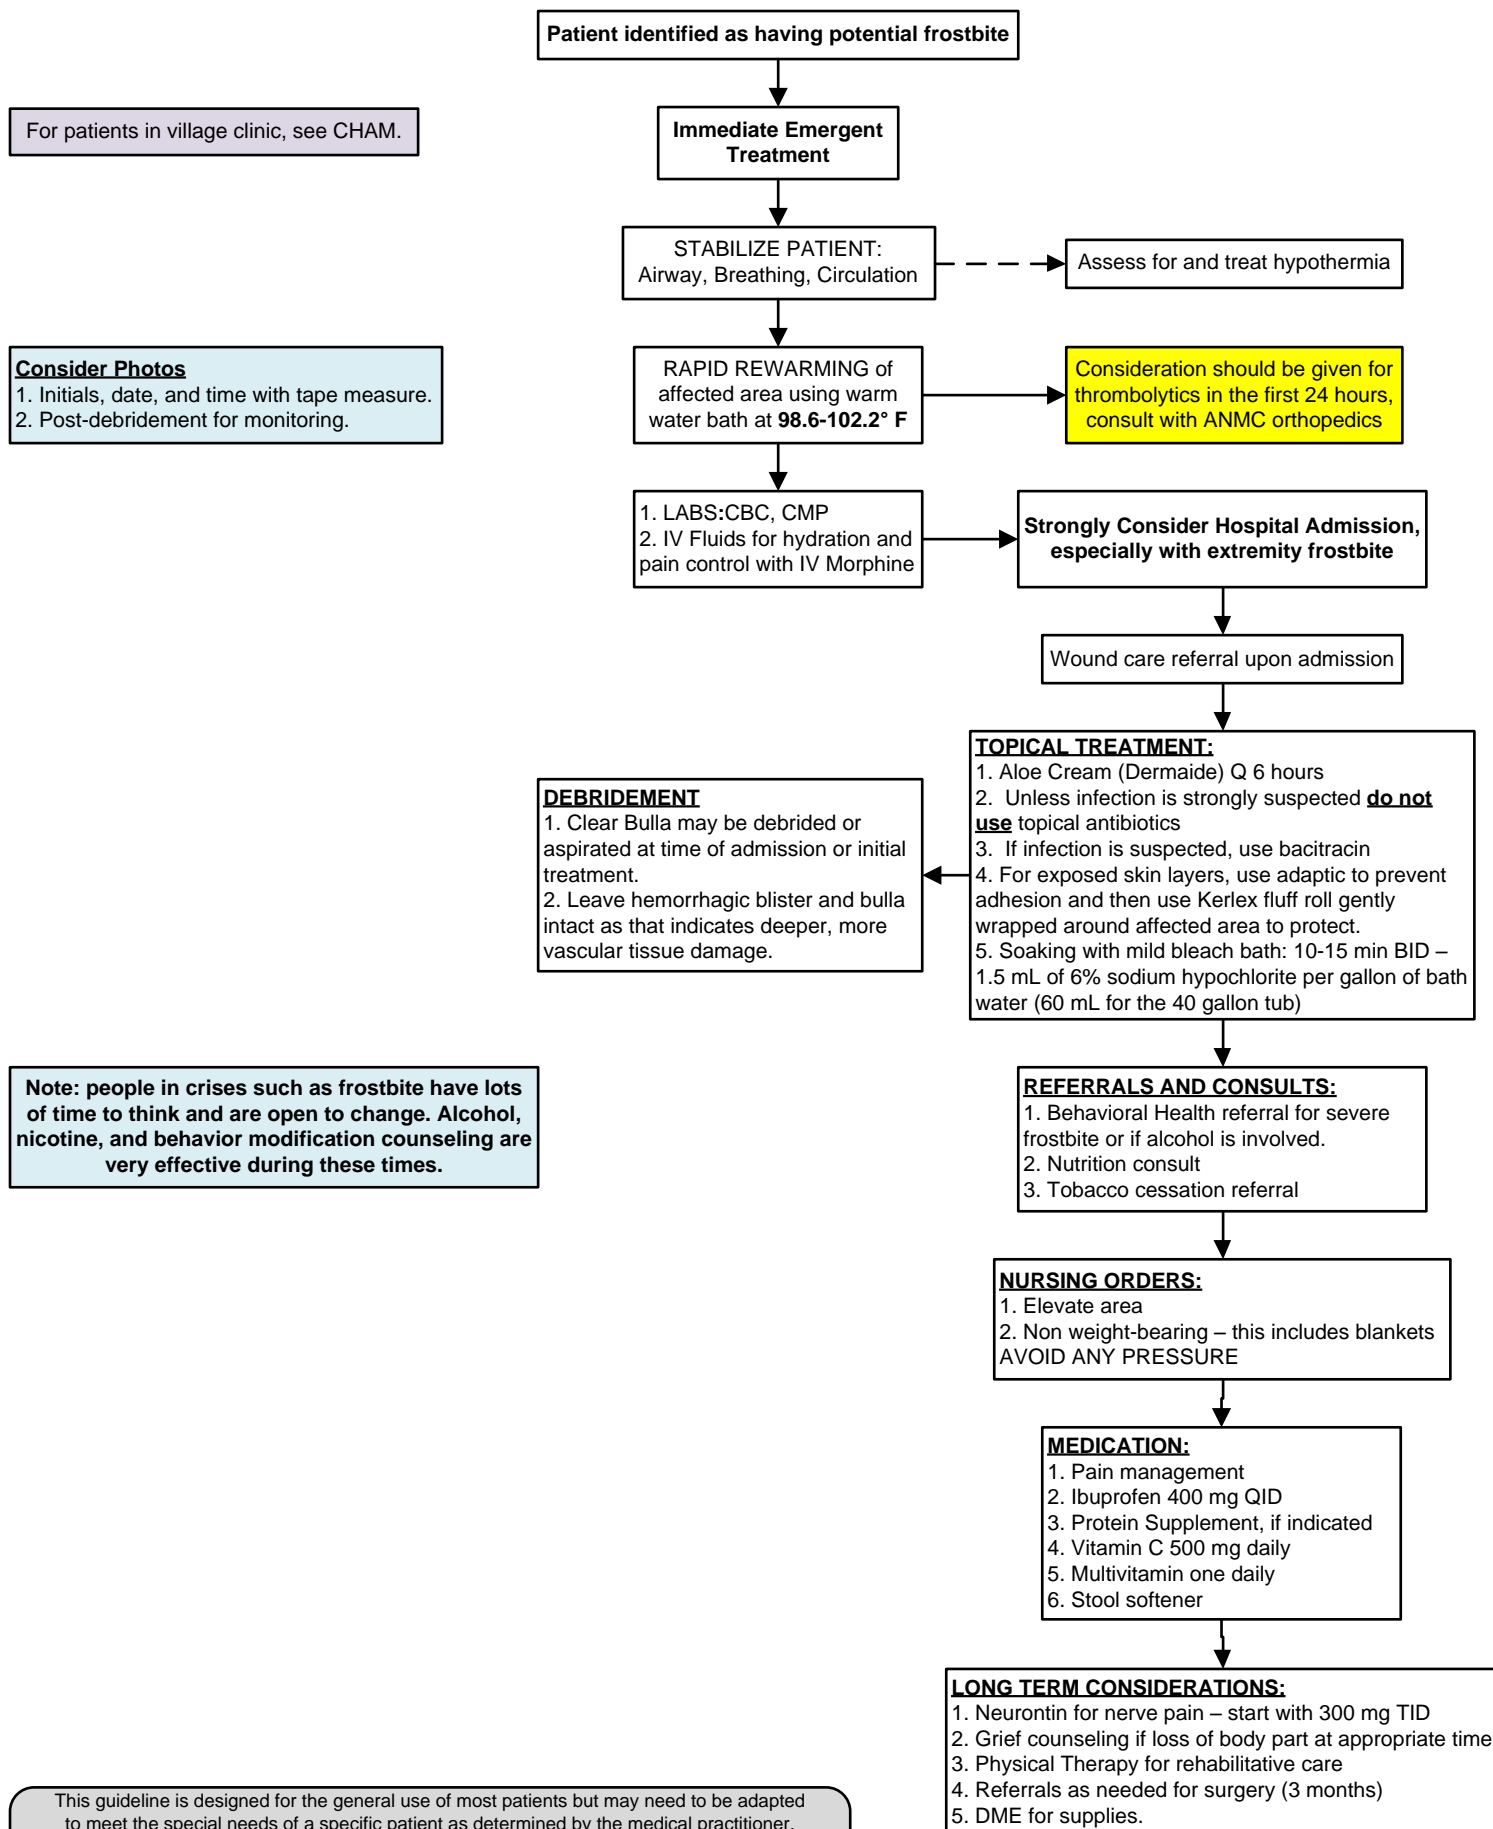 Patient identified as having potential frostbite
For patients in village clinic, see CHAM.
Immediate Emergent
Treatment
STABILIZE PATIENT:
Airway, Breathing, Circulation
Assess for and treat hypothermia
Consider Photos
1. Initials, date, and time with tape measure.
2. Post-debridement for monitoring.
RAPID REWARMING of
affected area using warm
water bath at 98.6-102.2° F
Consideration should be given for
thrombolytics in the first 24 hours,
consult with ANMC orthopedics
1. LABS:CBC, CMP
2. IV Fluids for hydration and
pain control with IV Morphine
Strongly Consider Hospital Admission,
especially with extremity frostbite
Wound care referral upon admission
TOPICAL TREATMENT:
1. Aloe Cream (Dermaide) Q 6 hours
2. Unless infection is strongly suspected do not
use topical antibiotics
3. If infection is suspected, use bacitracin
4. For exposed skin layers, use adaptic to prevent
adhesion and then use Kerlex fluff roll gently
wrapped around affected area to protect.
5. Soaking with mild bleach bath: 10-15 min BID –
1.5 mL of 6% sodium hypochlorite per gallon of bath
water (60 mL for the 40 gallon tub)
DEBRIDEMENT
1. Clear Bulla may be debrided or
aspirated at time of admission or initial
treatment.
2. Leave hemorrhagic blister and bulla
intact as that indicates deeper, more
vascular tissue damage.
Note: people in crises such as frostbite have lots
of time to think and are open to change. Alcohol,
nicotine, and behavior modification counseling are
very effective during these times.
REFERRALS AND CONSULTS:
1. Behavioral Health referral for severe
frostbite or if alcohol is involved.
2. Nutrition consult
3. Tobacco cessation referral
NURSING ORDERS:
1. Elevate area
2. Non weight-bearing – this includes blankets
AVOID ANY PRESSURE
MEDICATION:
1. Pain management
2. Ibuprofen 400 mg QID
3. Protein Supplement, if indicated
4. Vitamin C 500 mg daily
5. Multivitamin one daily
6. Stool softener
LONG TERM CONSIDERATIONS:
1. Neurontin for nerve pain – start with 300 mg TID
2. Grief counseling if loss of body part at appropriate time
3. Physical Therapy for rehabilitative care
4. Referrals as needed for surgery (3 months)
5. DME for supplies.
This guideline is designed for the general use of most patients but may need to be adapted
to meet the special needs of a specific patient as determined by the medical practitioner.